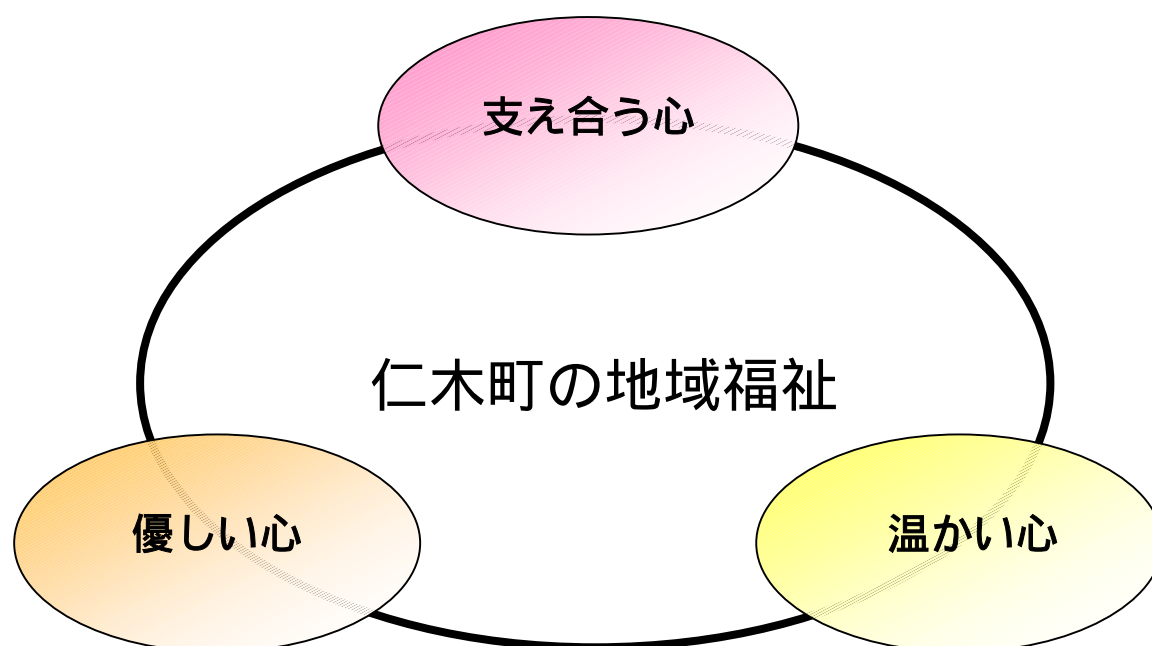 支え合う心
仁木町の地域福祉
優しい心
温かい心